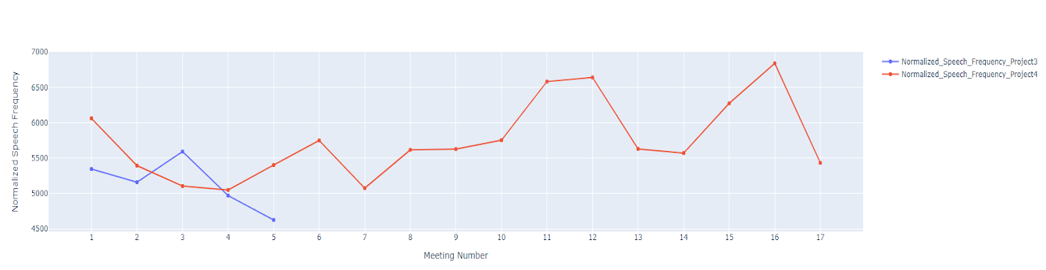 7000
6500
6000
5500
5000
4500
Normalized Speech Frequency
1 2 3 4 5 6 7 8 9 10 11 12 13 14 15 16 17
Meeting Number
Normalized_Speech_Frequency_Project3
Normalized_Speech_Frequency_Project4